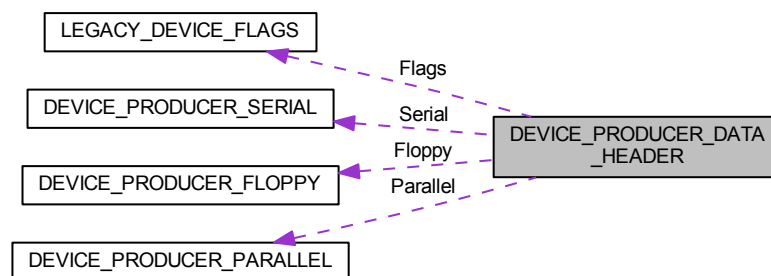 LEGACY_DEVICE_FLAGS
Flags
DEVICE_PRODUCER_SERIAL
Serial
DEVICE_PRODUCER_DATA
_HEADER
Floppy
DEVICE_PRODUCER_FLOPPY
Parallel
DEVICE_PRODUCER_PARALLEL